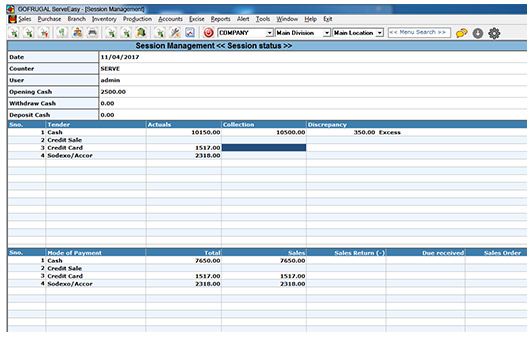 GOFRUGAL ServeEasy - [Session Management]
Sales Purchase Branch Inventory Production Accounts Excise Reports Alert Tools Window Help Exit
COMPANY Main Division Main Location << Menu Search >>
Session Management << Session status >>
Date 11/04/2017
Counter SERVE
User admin
Opening Cash 2500.00
Withdraw Cash 0.00
Deposit Cash 0.00
Sno. Tender Actuals Collection Discrepancy
1 Cash 10150.00 10500.00 350.00 Excess
2 Credit Sale
3 Credit Card 1517.00
4 Sodexo/Accor 2318.00
Sno. Mode of Payment Total Sales Sales Return (-) Due received Sales Order
1 Cash 7650.00 7650.00
2 Credit Sale
3 Credit Card 1517.00 1517.00
4 Sodexo/Accor 2318.00 2318.00